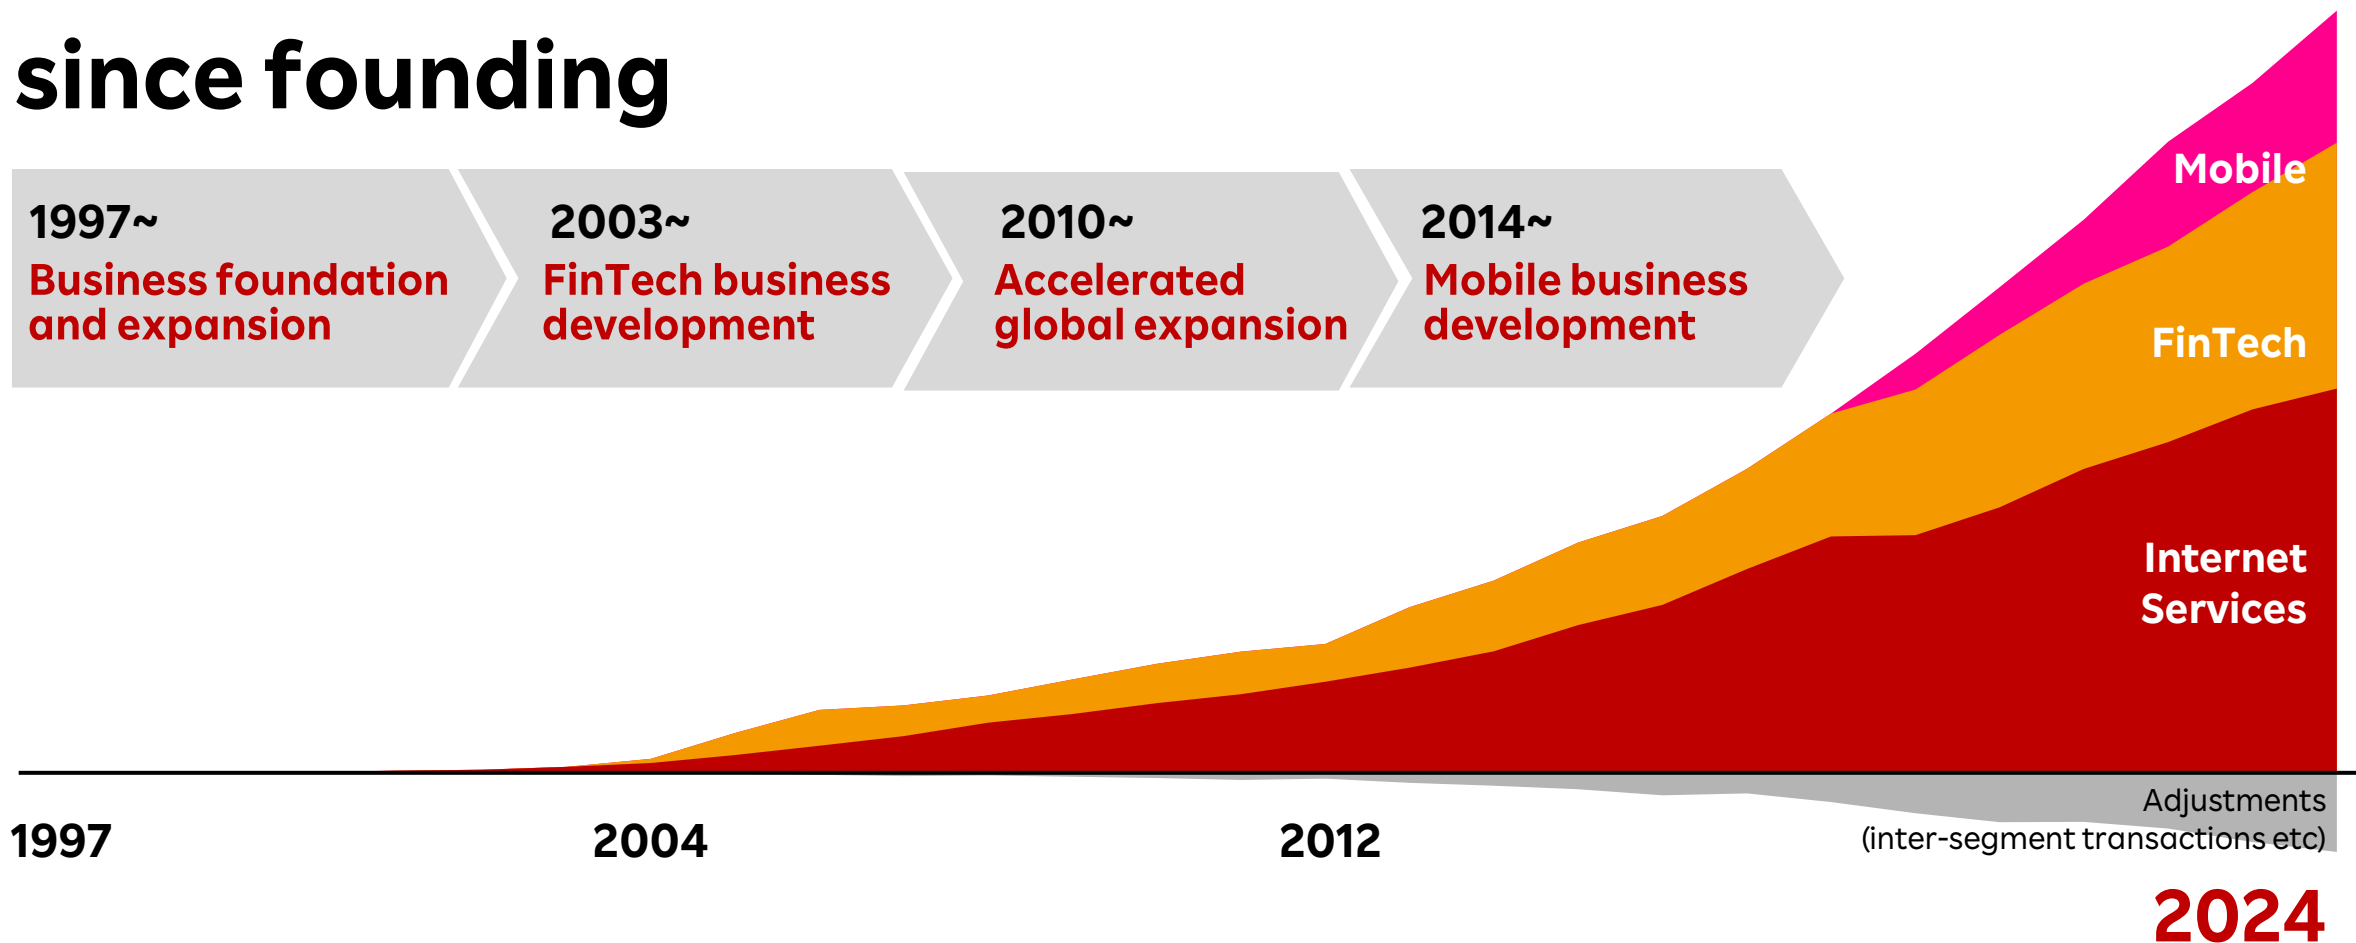 since founding
1997~
Business foundation
and expansion
2003~
FinTech business
development
2010~
Accelerated
global expansion
2014~
Mobile business
development
Mobile
FinTech
Internet
Services
Adjustments
(inter-segment transactions etc)
1997
2004
2012
2024